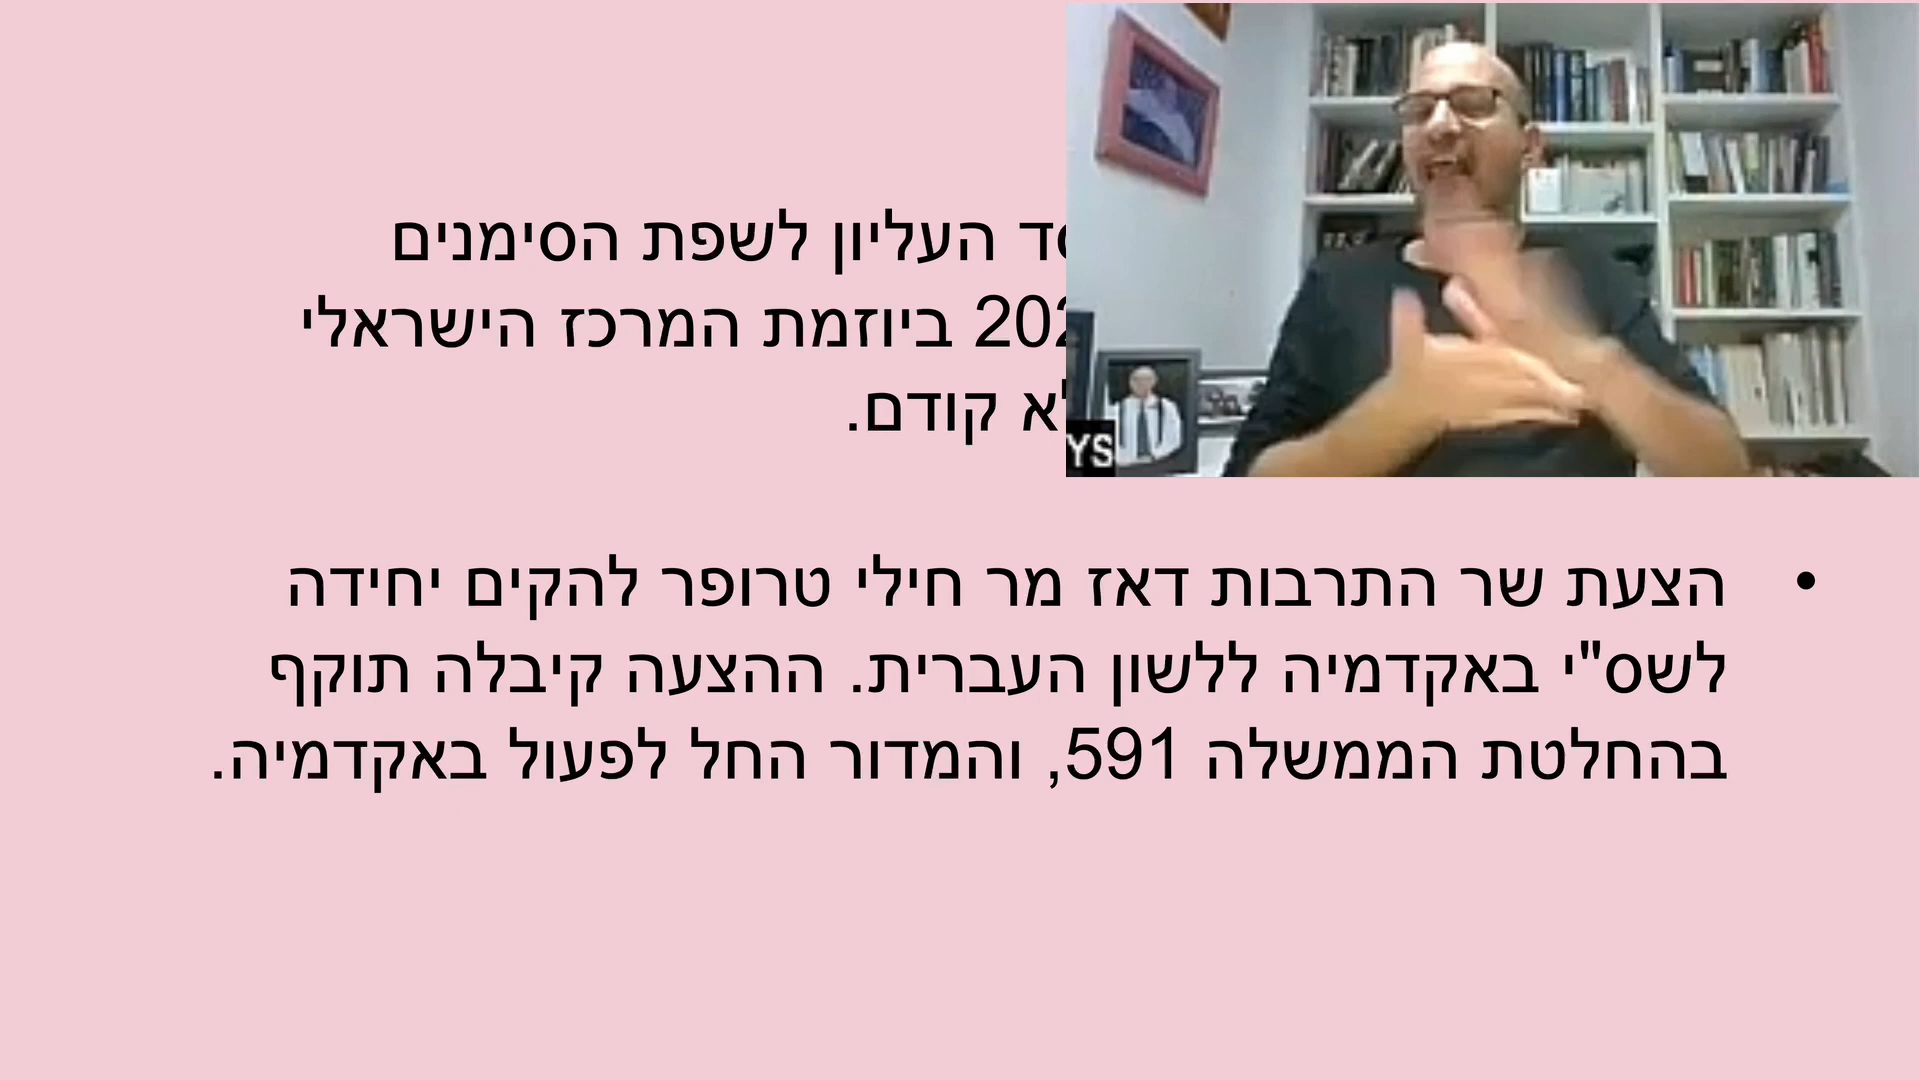 העליון לשפת הסימנים
ביוזמת המרכז הישראלי
קודם.
YS
• הצעת שר התרבות דאז מר חילי טרופר להקים יחידה
לשס"י באקדמיה ללשון העברית. ההצעה קיבלה תוקף
בהחלטת הממשלה 591, והמדור החל לפעול באקדמיה.